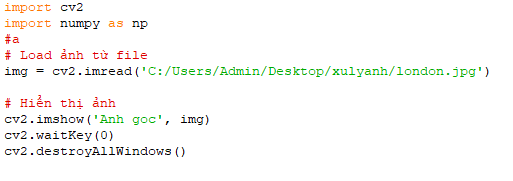 import cv2
import numpy as np
#a
# Load ảnh từ file
img = cv2.imread('C:/Users/Admin/Desktop/xulyanh/london.jpg')
# Hiển thị ảnh
cv2.imshow('Anh goc', img)
cv2.waitKey(0)
cv2.destroyAllWindows()